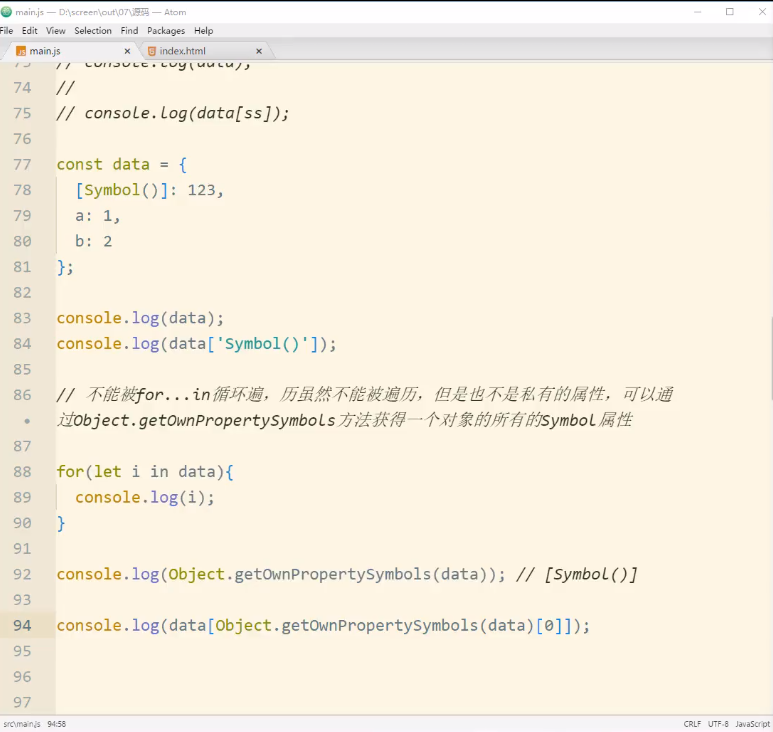 main.js — D:\screen\out\07\源码 — Atom
File Edit View Selection Find Packages Help
main.js
index.html
73 // console.log(data);
74 //
75 // console.log(data[ss]);
76
77 const data = {
78 [Symbol()]: 123,
79 a: 1,
80 b: 2
81 };
82
83 console.log(data);
84 console.log(data['Symbol()']);
85
86 // 不能被for...in循环遍，历虽然不能被遍历，但是也不是私有的属性，可以通
过Object.getOwnPropertySymbols方法获得一个对象的所有的Symbol属性
87
88 for(let i in data){
89 console.log(i);
90 }
91
92 console.log(Object.getOwnPropertySymbols(data)); // [Symbol()]
93
94 console.log(data[Object.getOwnPropertySymbols(data)[0]]);
95
96
97
src\main.js 94:58 CRLF UTF-8 JavaScript